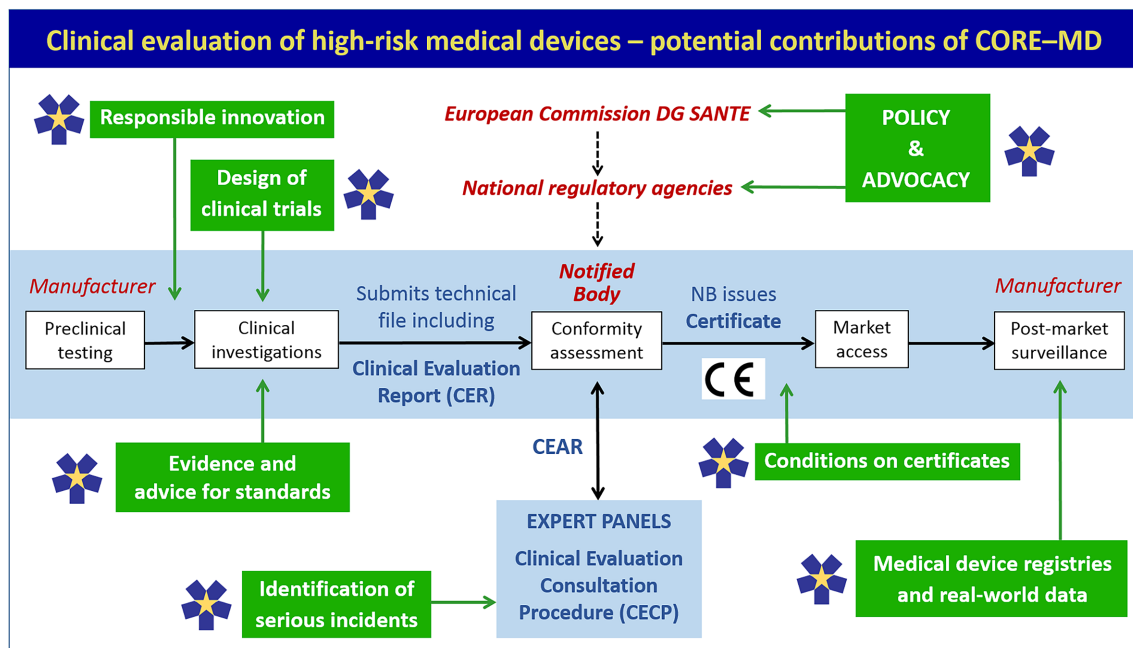 Clinical evaluation of high-risk medical devices – potential contributions of CORE–MD
Responsible innovation
European Commission DG SANTE
POLICY
&
ADVOCACY
Design of
clinical trials
National regulatory agencies
Manufacturer
Preclinical
testing
Clinical
investigations
Submits technical
file including
Clinical Evaluation
Report (CER)
Notified
Body
Conformity
assessment
NB issues
Certificate
CE
Market
access
Manufacturer
Post-market
surveillance
Evidence and
advice for standards
CEAR
Conditions on certificates
EXPERT PANELS
Clinical Evaluation
Consultation
Procedure (CECP)
Identification of
serious incidents
Medical device registries
and real-world data